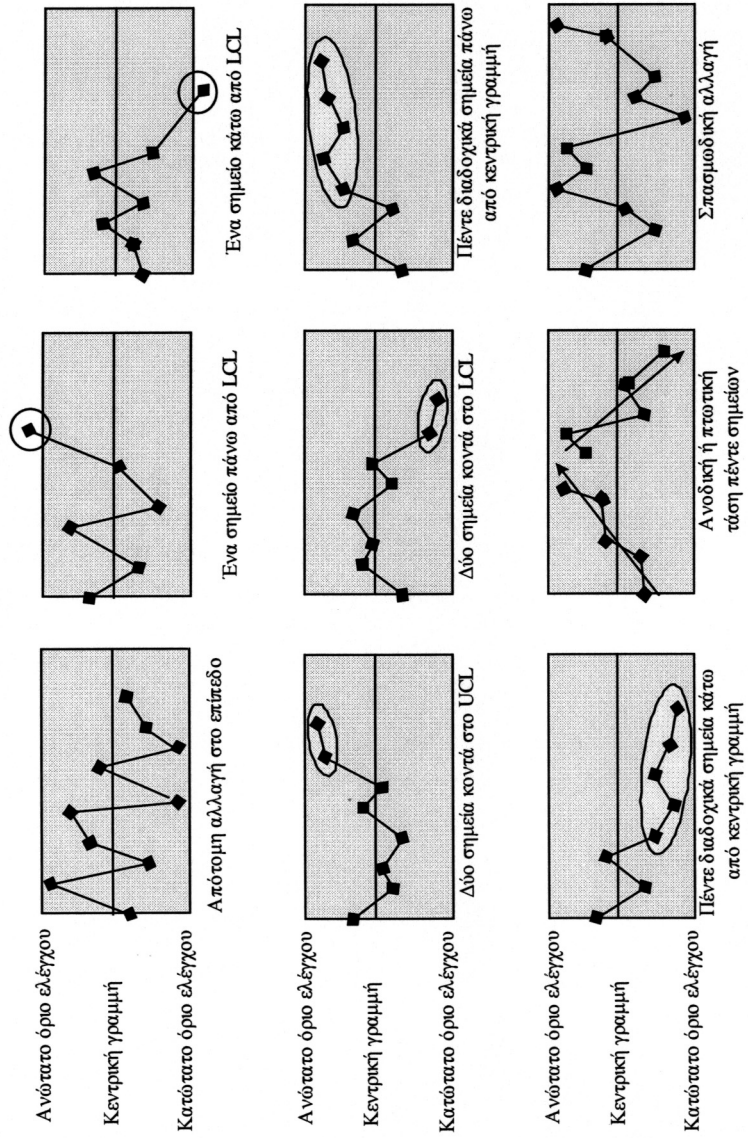 Ανώτατο όριο ελέγχου
Κεντρική γραμμή
Κατώτατο όριο ελέγχου
Απότομη αλλαγή στο επίπεδο
Ένα σημείο πάνω από LCL
Ένα σημείο κάτω από LCL
Ανώτατο όριο ελέγχου
Κεντρική γραμμή
Κατώτατο όριο ελέγχου
Δύο σημεία κοντά στο UCL
Δύο σημεία κοντά στο LCL
Πέντε διαδοχικά σημεία πάνω
από κεντρική γραμμή
Ανώτατο όριο ελέγχου
Κεντρική γραμμή
Κατώτατο όριο ελέγχου
Πέντε διαδοχικά σημεία κάτω
από κεντρική γραμμή
Ανοδική ή πτωτική
τάση πέντε σημείων
Σπασμωδική αλλαγή